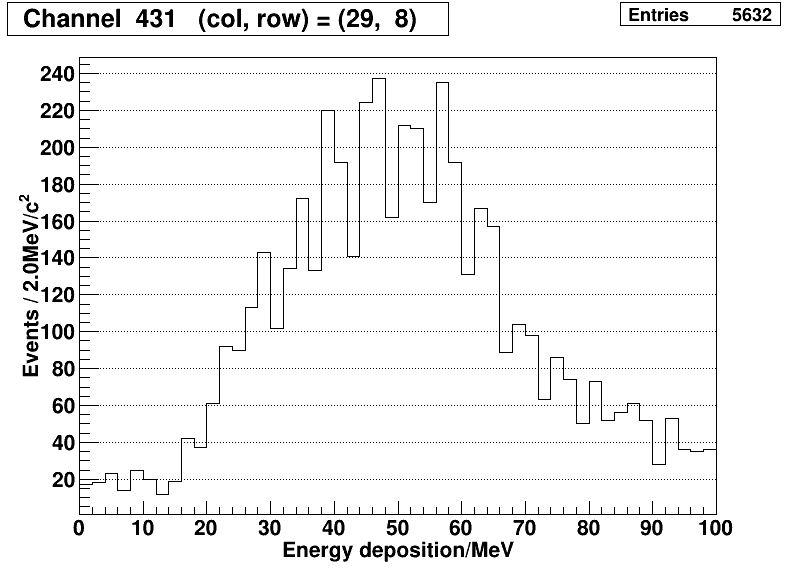 Channel 431 (col, row) = (29, 8)
Entries 5632
Events / 2.0MeV/c²
240
220
200
180
160
140
120
100
80
60
40
20
0 10 20 30 40 50 60 70 80 90 100
Energy deposition/MeV